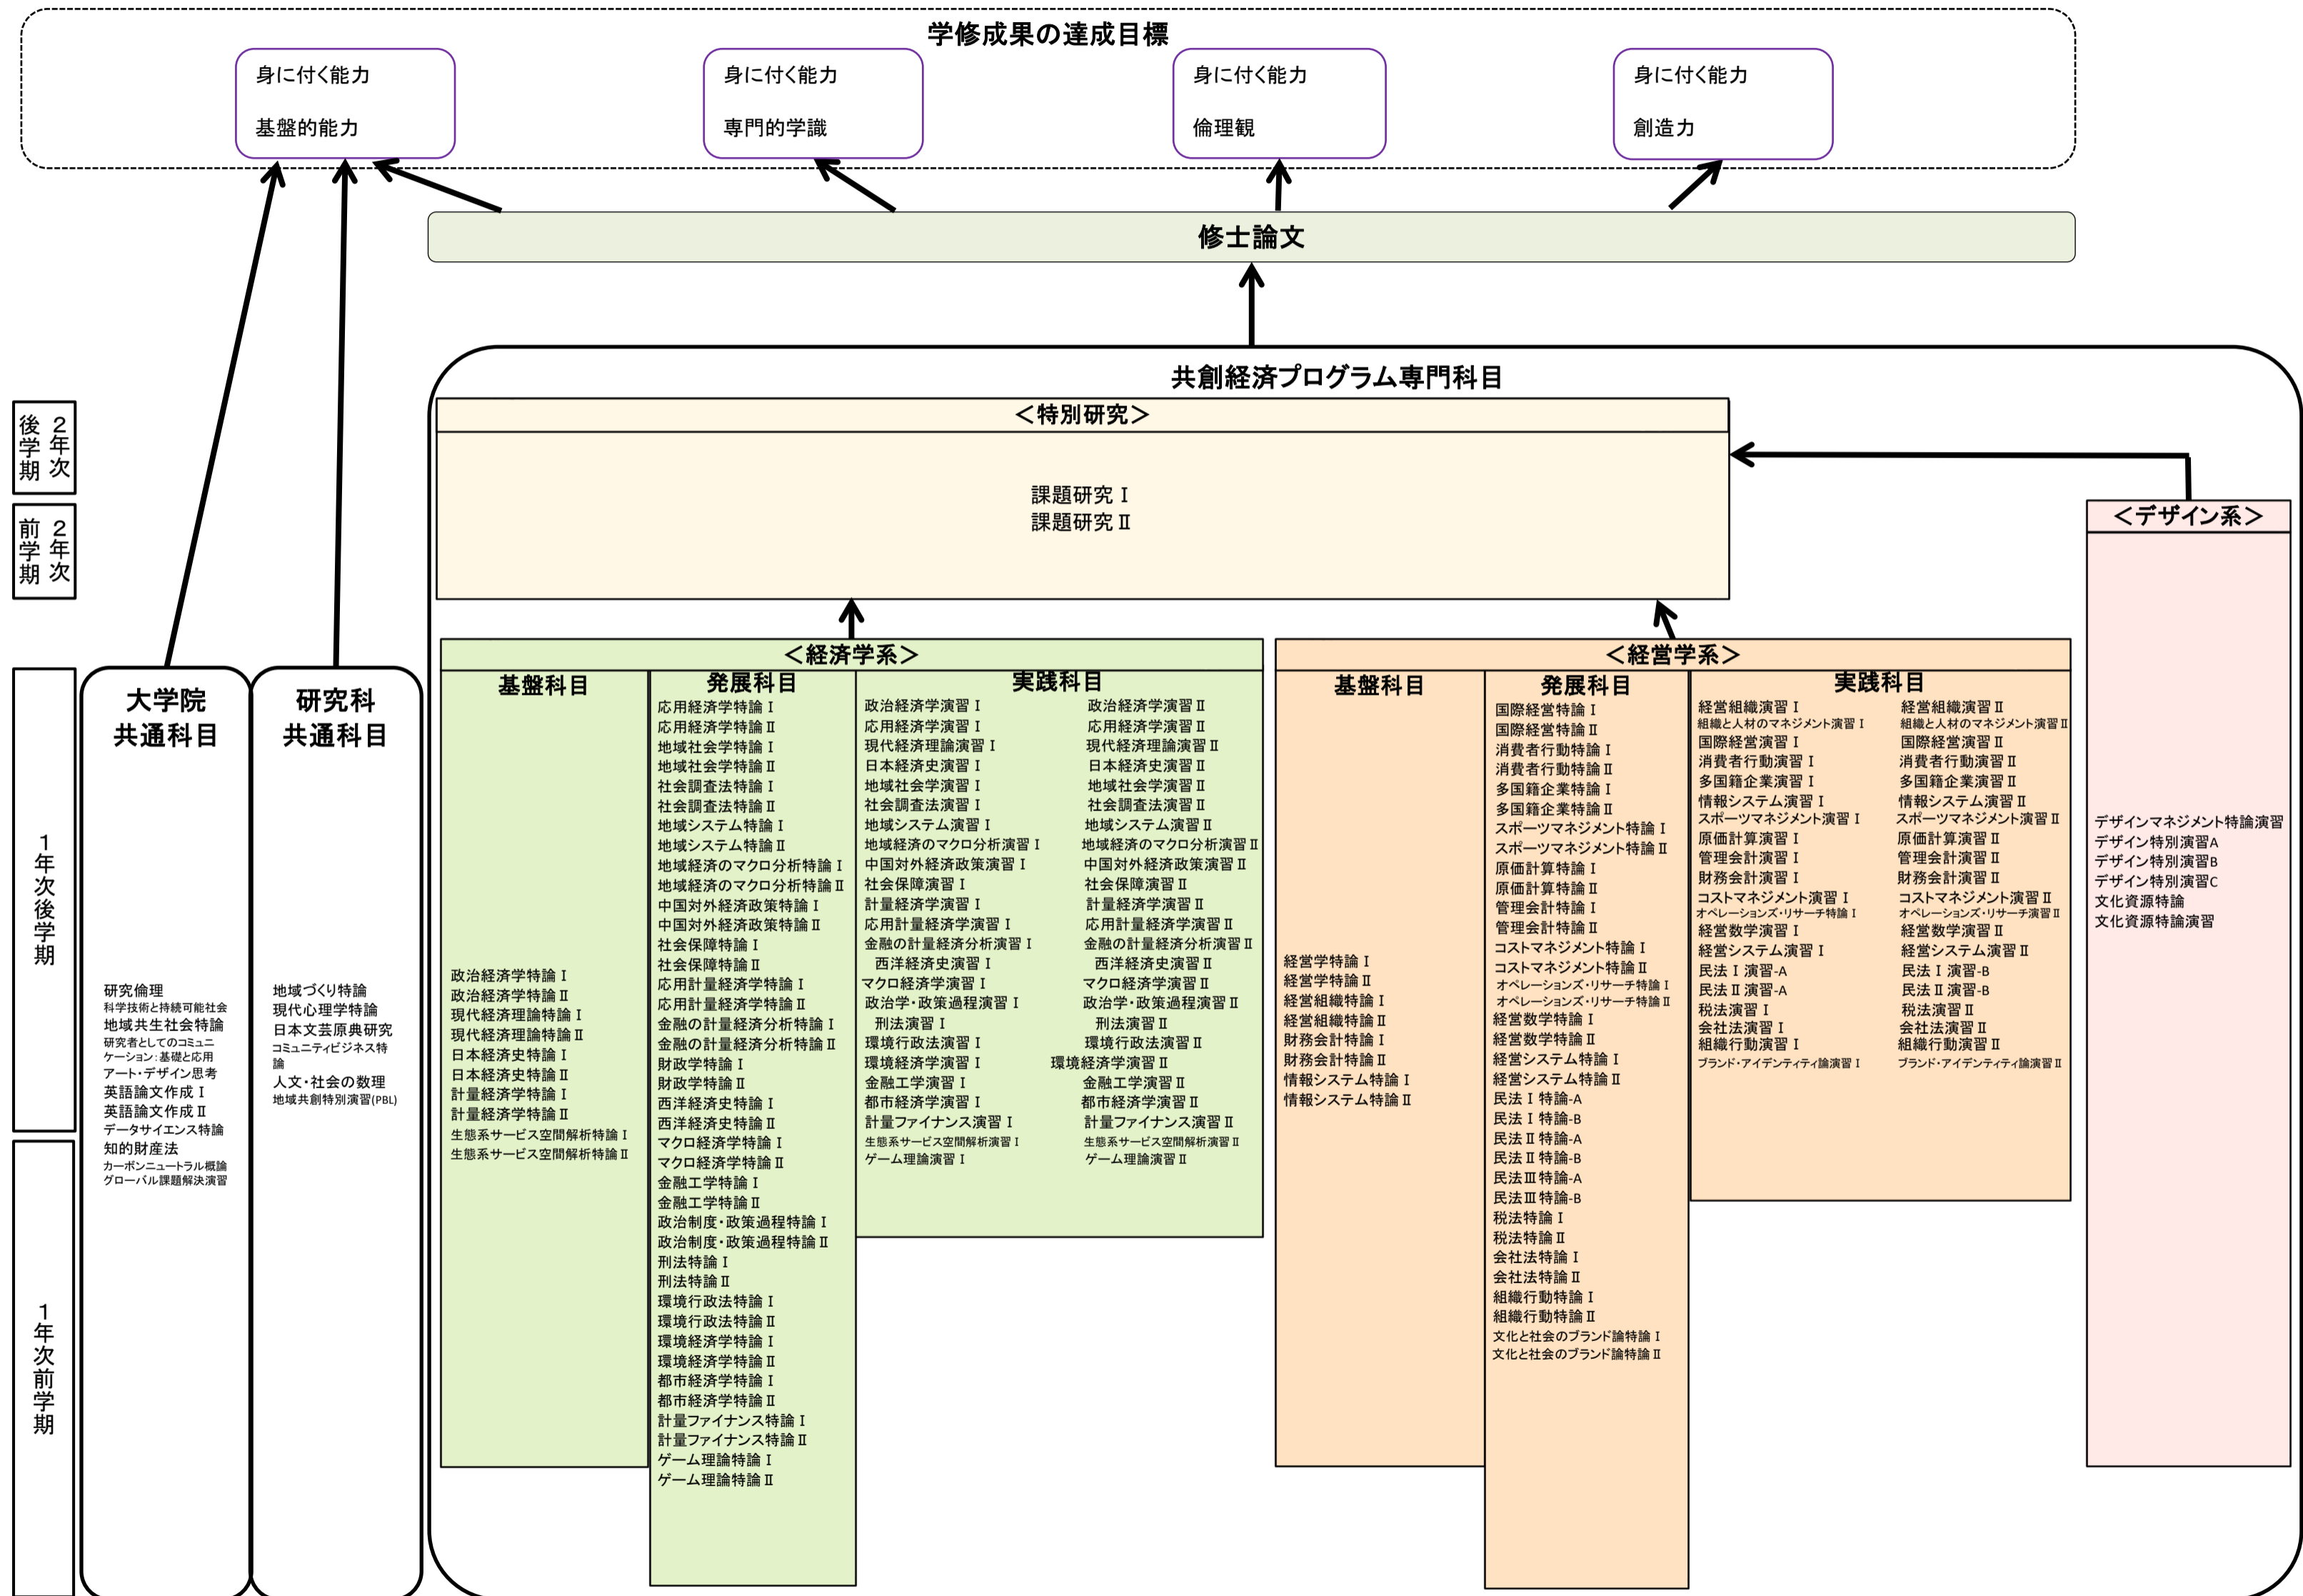 学修成果の達成目標
身に付く能力
基盤的能力
身に付く能力
専門的学識
身に付く能力
倫理観
身に付く能力
創造力
修士論文
共創経済プログラム専門科目
２年次
後学期
２年次
前学期
１年次後学期
１年次前学期
＜特別研究＞
課題研究Ⅰ
課題研究Ⅱ
大学院
共通科目
研究倫理
科学技術と持続可能社会
地域共生社会特論
研究者としてのコミュニ
ケーション：基礎と応用
アート・デザイン思考
英語論文作成Ⅰ
英語論文作成Ⅱ
データサイエンス特論
知的財産法
カーボンニュートラル概論
グローバル課題解決演習
研究科
共通科目
地域づくり特論
現代心理学特論
日本文芸原典研究
コミュニティビジネス特
論
人文・社会の数理
地域共創特別演習(PBL)
＜経済学系＞
基盤科目
政治経済学特論Ⅰ
政治経済学特論Ⅱ
現代経済理論特論Ⅰ
現代経済理論特論Ⅱ
日本経済史特論Ⅰ
日本経済史特論Ⅱ
計量経済学特論Ⅰ
計量経済学特論Ⅱ
生態系サービス空間解析特論Ⅰ
生態系サービス空間解析特論Ⅱ
発展科目
応用経済学特論Ⅰ
応用経済学特論Ⅱ
地域社会学特論Ⅰ
地域社会学特論Ⅱ
社会調査法特論Ⅰ
社会調査法特論Ⅱ
地域システム特論Ⅰ
地域システム特論Ⅱ
地域経済のマクロ分析特論Ⅰ
地域経済のマクロ分析特論Ⅱ
中国対外経済政策特論Ⅰ
中国対外経済政策特論Ⅱ
社会保障特論Ⅰ
社会保障特論Ⅱ
応用計量経済学特論Ⅰ
応用計量経済学特論Ⅱ
金融の計量経済分析特論Ⅰ
金融の計量経済分析特論Ⅱ
財政学特論Ⅰ
財政学特論Ⅱ
西洋経済史特論Ⅰ
西洋経済史特論Ⅱ
マクロ経済学特論Ⅰ
マクロ経済学特論Ⅱ
金融工学特論Ⅰ
金融工学特論Ⅱ
政治制度・政策過程特論Ⅰ
政治制度・政策過程特論Ⅱ
刑法特論Ⅰ
刑法特論Ⅱ
環境行政法特論Ⅰ
環境行政法特論Ⅱ
環境経済学特論Ⅰ
環境経済学特論Ⅱ
都市経済学特論Ⅰ
都市経済学特論Ⅱ
計量ファイナンス特論Ⅰ
計量ファイナンス特論Ⅱ
ゲーム理論特論Ⅰ
ゲーム理論特論Ⅱ
実践科目
政治経済学演習Ⅰ 政治経済学演習Ⅱ
応用経済学演習Ⅰ 応用経済学演習Ⅱ
現代経済理論演習Ⅰ 現代経済理論演習Ⅱ
日本経済史演習Ⅰ 日本経済史演習Ⅱ
地域社会学演習Ⅰ 地域社会学演習Ⅱ
社会調査法演習Ⅰ 社会調査法演習Ⅱ
地域システム演習Ⅰ 地域システム演習Ⅱ
地域経済のマクロ分析演習Ⅰ 地域経済のマクロ分析演習Ⅱ
中国対外経済政策演習Ⅰ 中国対外経済政策演習Ⅱ
社会保障演習Ⅰ 社会保障演習Ⅱ
計量経済学演習Ⅰ 計量経済学演習Ⅱ
応用計量経済学演習Ⅰ 応用計量経済学演習Ⅱ
金融の計量経済分析演習Ⅰ 金融の計量経済分析演習Ⅱ
西洋経済史演習Ⅰ 西洋経済史演習Ⅱ
マクロ経済学演習Ⅰ マクロ経済学演習Ⅱ
政治学・政策過程演習Ⅰ 政治学・政策過程演習Ⅱ
刑法演習Ⅰ 刑法演習Ⅱ
環境行政法演習Ⅰ 環境行政法演習Ⅱ
環境経済学演習Ⅰ 環境経済学演習Ⅱ
金融工学演習Ⅰ 金融工学演習Ⅱ
都市経済学演習Ⅰ 都市経済学演習Ⅱ
計量ファイナンス演習Ⅰ 計量ファイナンス演習Ⅱ
生態系サービス空間解析演習Ⅰ 生態系サービス空間解析演習Ⅱ
ゲーム理論演習Ⅰ ゲーム理論演習Ⅱ
＜経営学系＞
基盤科目
経営学特論Ⅰ
経営学特論Ⅱ
経営組織特論Ⅰ
経営組織特論Ⅱ
財務会計特論Ⅰ
財務会計特論Ⅱ
情報システム特論Ⅰ
情報システム特論Ⅱ
発展科目
国際経営特論Ⅰ
国際経営特論Ⅱ
消費者行動特論Ⅰ
消費者行動特論Ⅱ
多国籍企業特論Ⅰ
多国籍企業特論Ⅱ
スポーツマネジメント特論Ⅰ
スポーツマネジメント特論Ⅱ
原価計算特論Ⅰ
原価計算特論Ⅱ
管理会計特論Ⅰ
管理会計特論Ⅱ
コストマネジメント特論Ⅰ
コストマネジメント特論Ⅱ
オペレーションズ・リサーチ特論Ⅰ
オペレーションズ・リサーチ特論Ⅱ
経営数学特論Ⅰ
経営数学特論Ⅱ
経営システム特論Ⅰ
経営システム特論Ⅱ
民法Ⅰ特論-A
民法Ⅰ特論-B
民法Ⅱ特論-A
民法Ⅱ特論-B
民法Ⅲ特論-A
民法Ⅲ特論-B
税法特論Ⅰ
税法特論Ⅱ
会社法特論Ⅰ
会社法特論Ⅱ
組織行動特論Ⅰ
組織行動特論Ⅱ
文化と社会のブランド論特論Ⅰ
文化と社会のブランド論特論Ⅱ
実践科目
経営組織演習Ⅰ 経営組織演習Ⅱ
組織と人材のマネジメント演習Ⅰ 組織と人材のマネジメント演習Ⅱ
国際経営演習Ⅰ 国際経営演習Ⅱ
消費者行動演習Ⅰ 消費者行動演習Ⅱ
多国籍企業演習Ⅰ 多国籍企業演習Ⅱ
情報システム演習Ⅰ 情報システム演習Ⅱ
スポーツマネジメント演習Ⅰ スポーツマネジメント演習Ⅱ
原価計算演習Ⅰ 原価計算演習Ⅱ
管理会計演習Ⅰ 管理会計演習Ⅱ
財務会計演習Ⅰ 財務会計演習Ⅱ
コストマネジメント演習Ⅰ コストマネジメント演習Ⅱ
オペレーションズ・リサーチ特論Ⅰ オペレーションズ・リサーチ演習Ⅱ
経営数学演習Ⅰ 経営数学演習Ⅱ
経営システム演習Ⅰ 経営システム演習Ⅱ
民法Ⅰ演習-A 民法Ⅰ演習-B
民法Ⅱ演習-A 民法Ⅱ演習-B
税法演習Ⅰ 税法演習Ⅱ
会社法演習Ⅰ 会社法演習Ⅱ
組織行動演習Ⅰ 組織行動演習Ⅱ
ブランド・アイデンティティ論演習Ⅰ ブランド・アイデンティティ論演習Ⅱ
＜デザイン系＞
デザインマネジメント特論演習
デザイン特別演習A
デザイン特別演習B
デザイン特別演習C
文化資源特論
文化資源特論演習